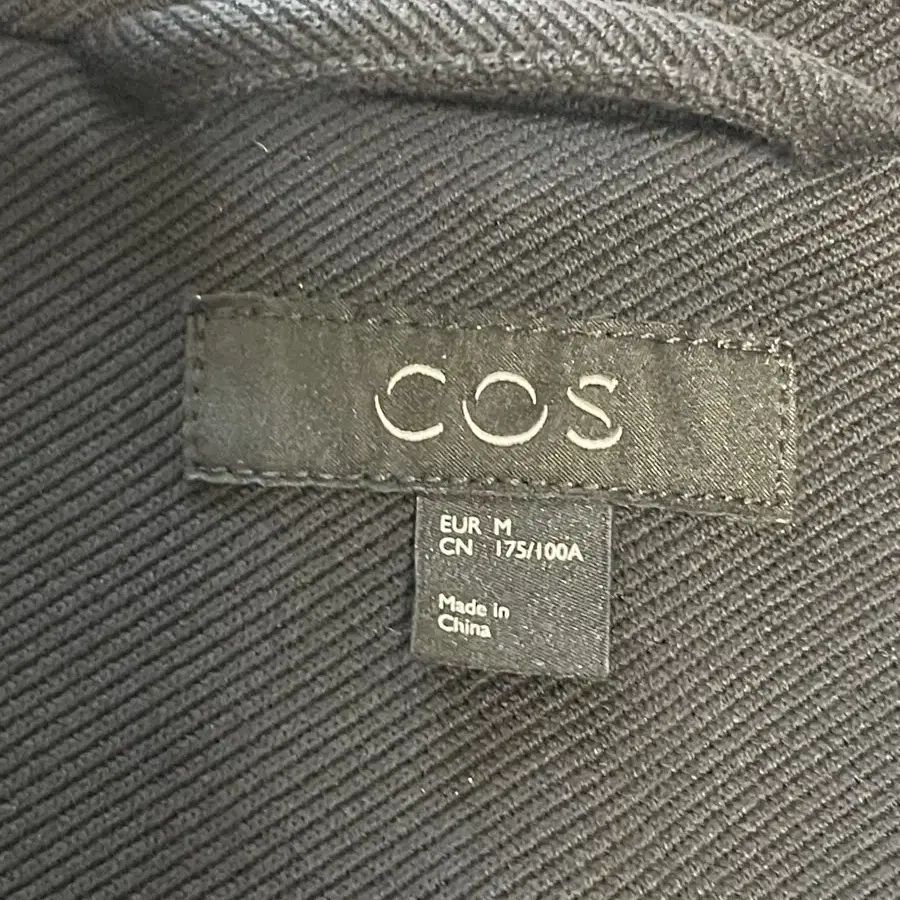 COS
EUR M
CN 175/100A
Made in
China